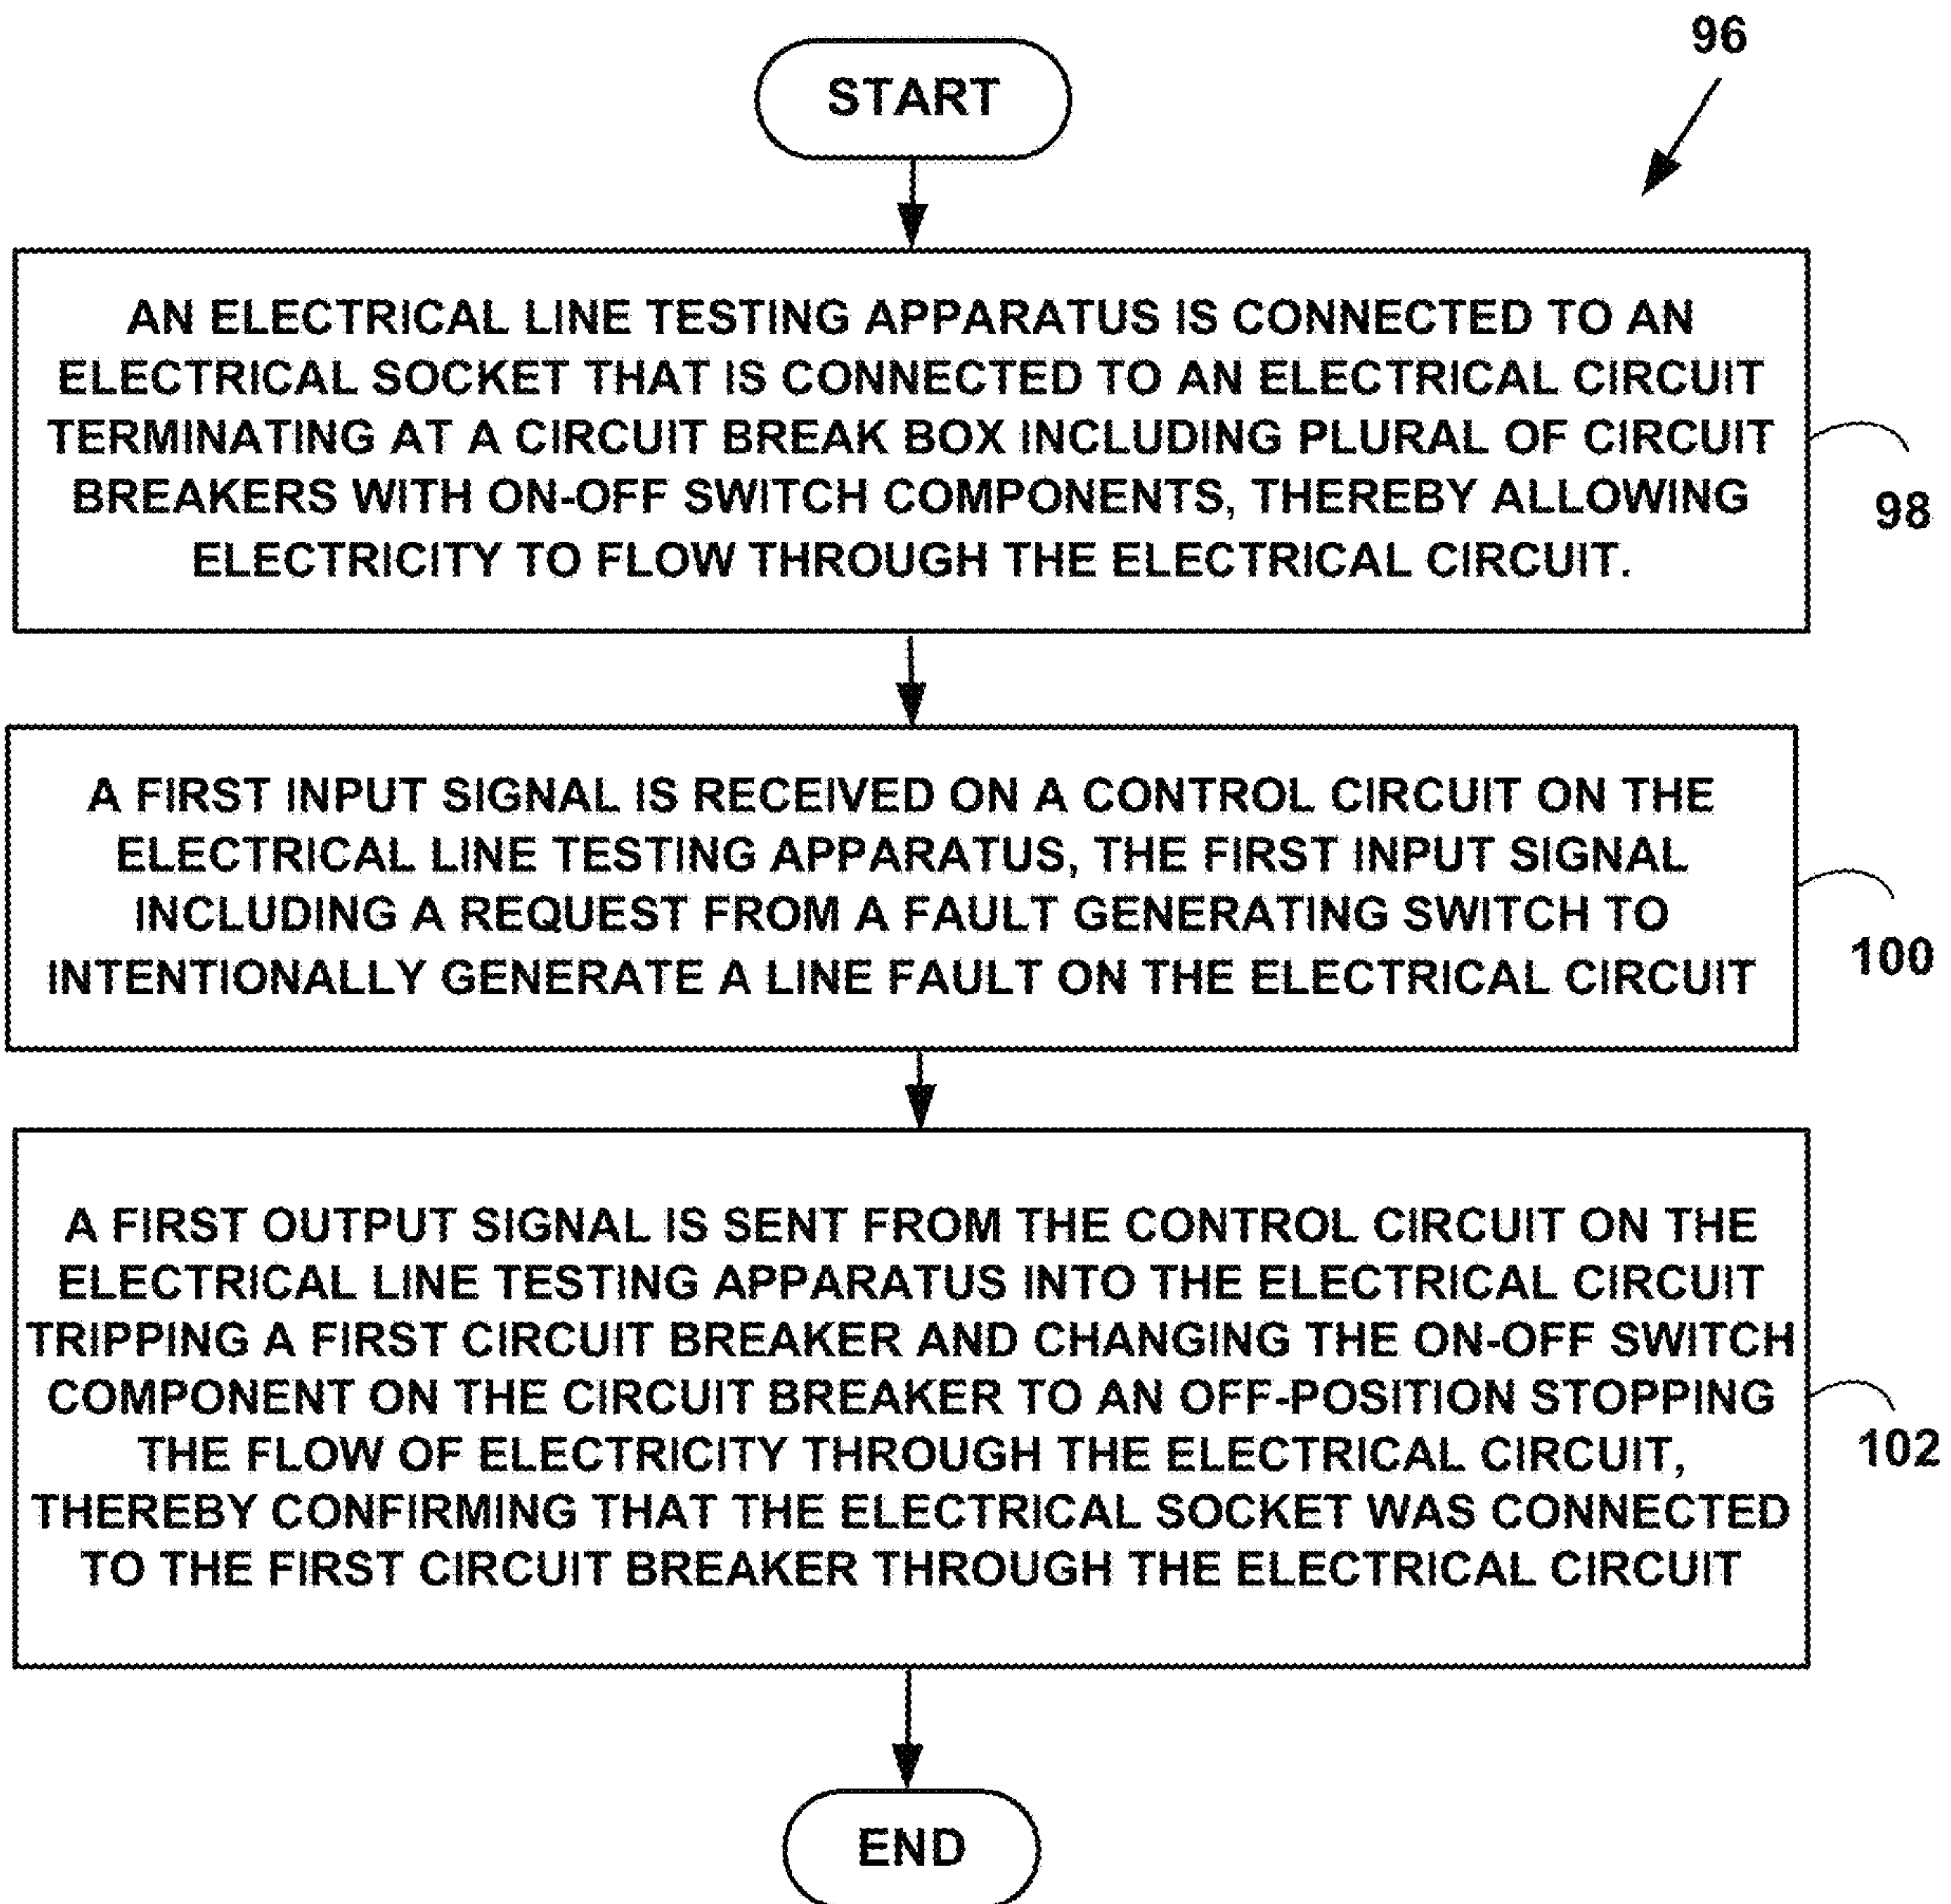 96
START
AN ELECTRICAL LINE TESTING APPARATUS IS CONNECTED TO AN
ELECTRICAL SOCKET THAT IS CONNECTED TO AN ELECTRICAL CIRCUIT
TERMINATING AT A CIRCUIT BREAK BOX INCLUDING PLURAL OF CIRCUIT
BREAKERS WITH ON-OFF SWITCH COMPONENTS, THEREBY ALLOWING
ELECTRICITY TO FLOW THROUGH THE ELECTRICAL CIRCUIT.
98
A FIRST INPUT SIGNAL IS RECEIVED ON A CONTROL CIRCUIT ON THE
ELECTRICAL LINE TESTING APPARATUS, THE FIRST INPUT SIGNAL
INCLUDING A REQUEST FROM A FAULT GENERATING SWITCH TO
INTENTIONALLY GENERATE A LINE FAULT ON THE ELECTRICAL CIRCUIT
100
A FIRST OUTPUT SIGNAL IS SENT FROM THE CONTROL CIRCUIT ON THE
ELECTRICAL LINE TESTING APPARATUS INTO THE ELECTRICAL CIRCUIT
TRIPPING A FIRST CIRCUIT BREAKER AND CHANGING THE ON-OFF SWITCH
COMPONENT ON THE CIRCUIT BREAKER TO AN OFF-POSITION STOPPING
THE FLOW OF ELECTRICITY THROUGH THE ELECTRICAL CIRCUIT,
THEREBY CONFIRMING THAT THE ELECTRICAL SOCKET WAS CONNECTED
TO THE FIRST CIRCUIT BREAKER THROUGH THE ELECTRICAL CIRCUIT
102
END